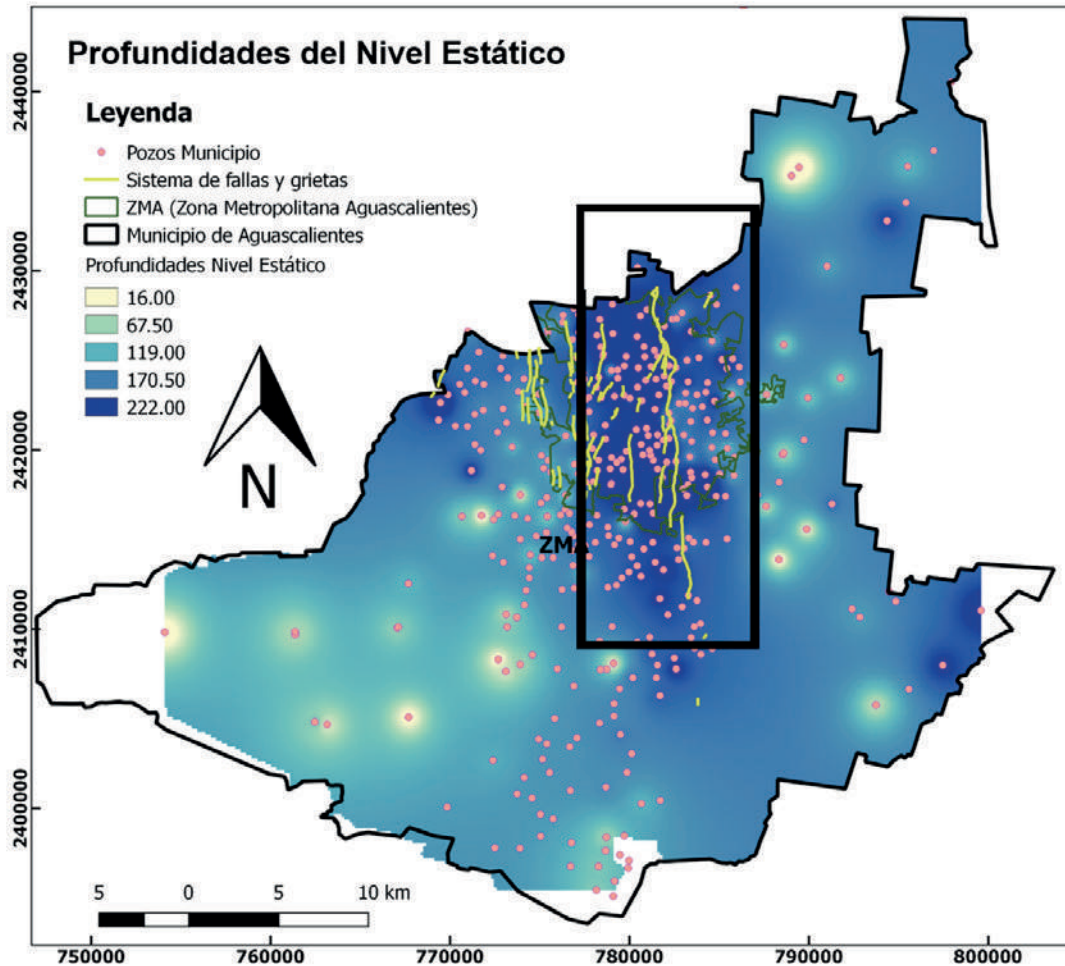 Profundidades del Nivel Estático
Leyenda
Pozos Municipio
Sistema de fallas y grietas
ZMA (Zona Metropolitana Aguascalientes)
Municipio de Aguascalientes
Profundidades Nivel Estático
16.00
67.50
119.00
170.50
222.00
N
ZMA
5 0 5 10 km
2440000
2430000
2420000
2410000
2400000
750000 760000 770000 780000 790000 800000